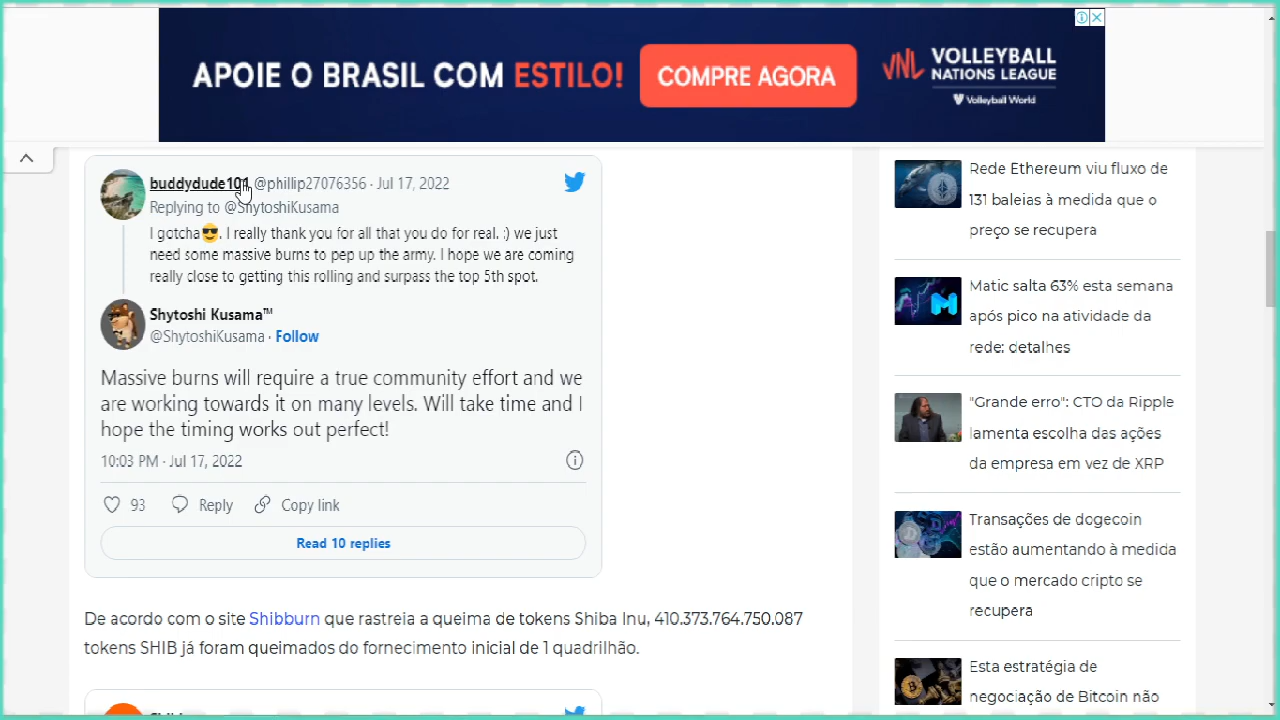 APOIE O BRASIL COM ESTILO!
COMPRE AGORA
VNL
VOLLEYBALL
NATIONS LEAGUE
Volleyball World
@phillip27076356 · Jul 17, 2022
Replying to @ShytoshiKusama
I gotcha😎. I really thank you for all that you do for real. :) we just
need some massive burns to pep up the army. I hope we are coming
really close to getting this rolling and surpass the top 5th spot.
Shytoshi Kusama™
@ShytoshiKusama · Follow
Massive burns will require a true community effort and we
are working towards it on many levels. Will take time and I
hope the timing works out perfect!
10:03 PM · Jul 17, 2022
93 Reply Copy link
Read 10 replies
De acordo com o site Shibburn que rastreia a queima de tokens Shiba Inu, 410.373.764.750.087
tokens SHIB já foram queimados do fornecimento inicial de 1 quadrilhão.
Rede Ethereum viu fluxo de
131 baleias à medida que o
preço se recupera
Matic salta 63% esta semana
após pico na atividade da
rede: detalhes
"Grande erro": CTO da Ripple
lamenta escolha das ações
da empresa em vez de XRP
Transações de dogecoin
estão aumentando à medida
que o mercado cripto se
recupera
Esta estratégia de
negociação de Bitcoin não